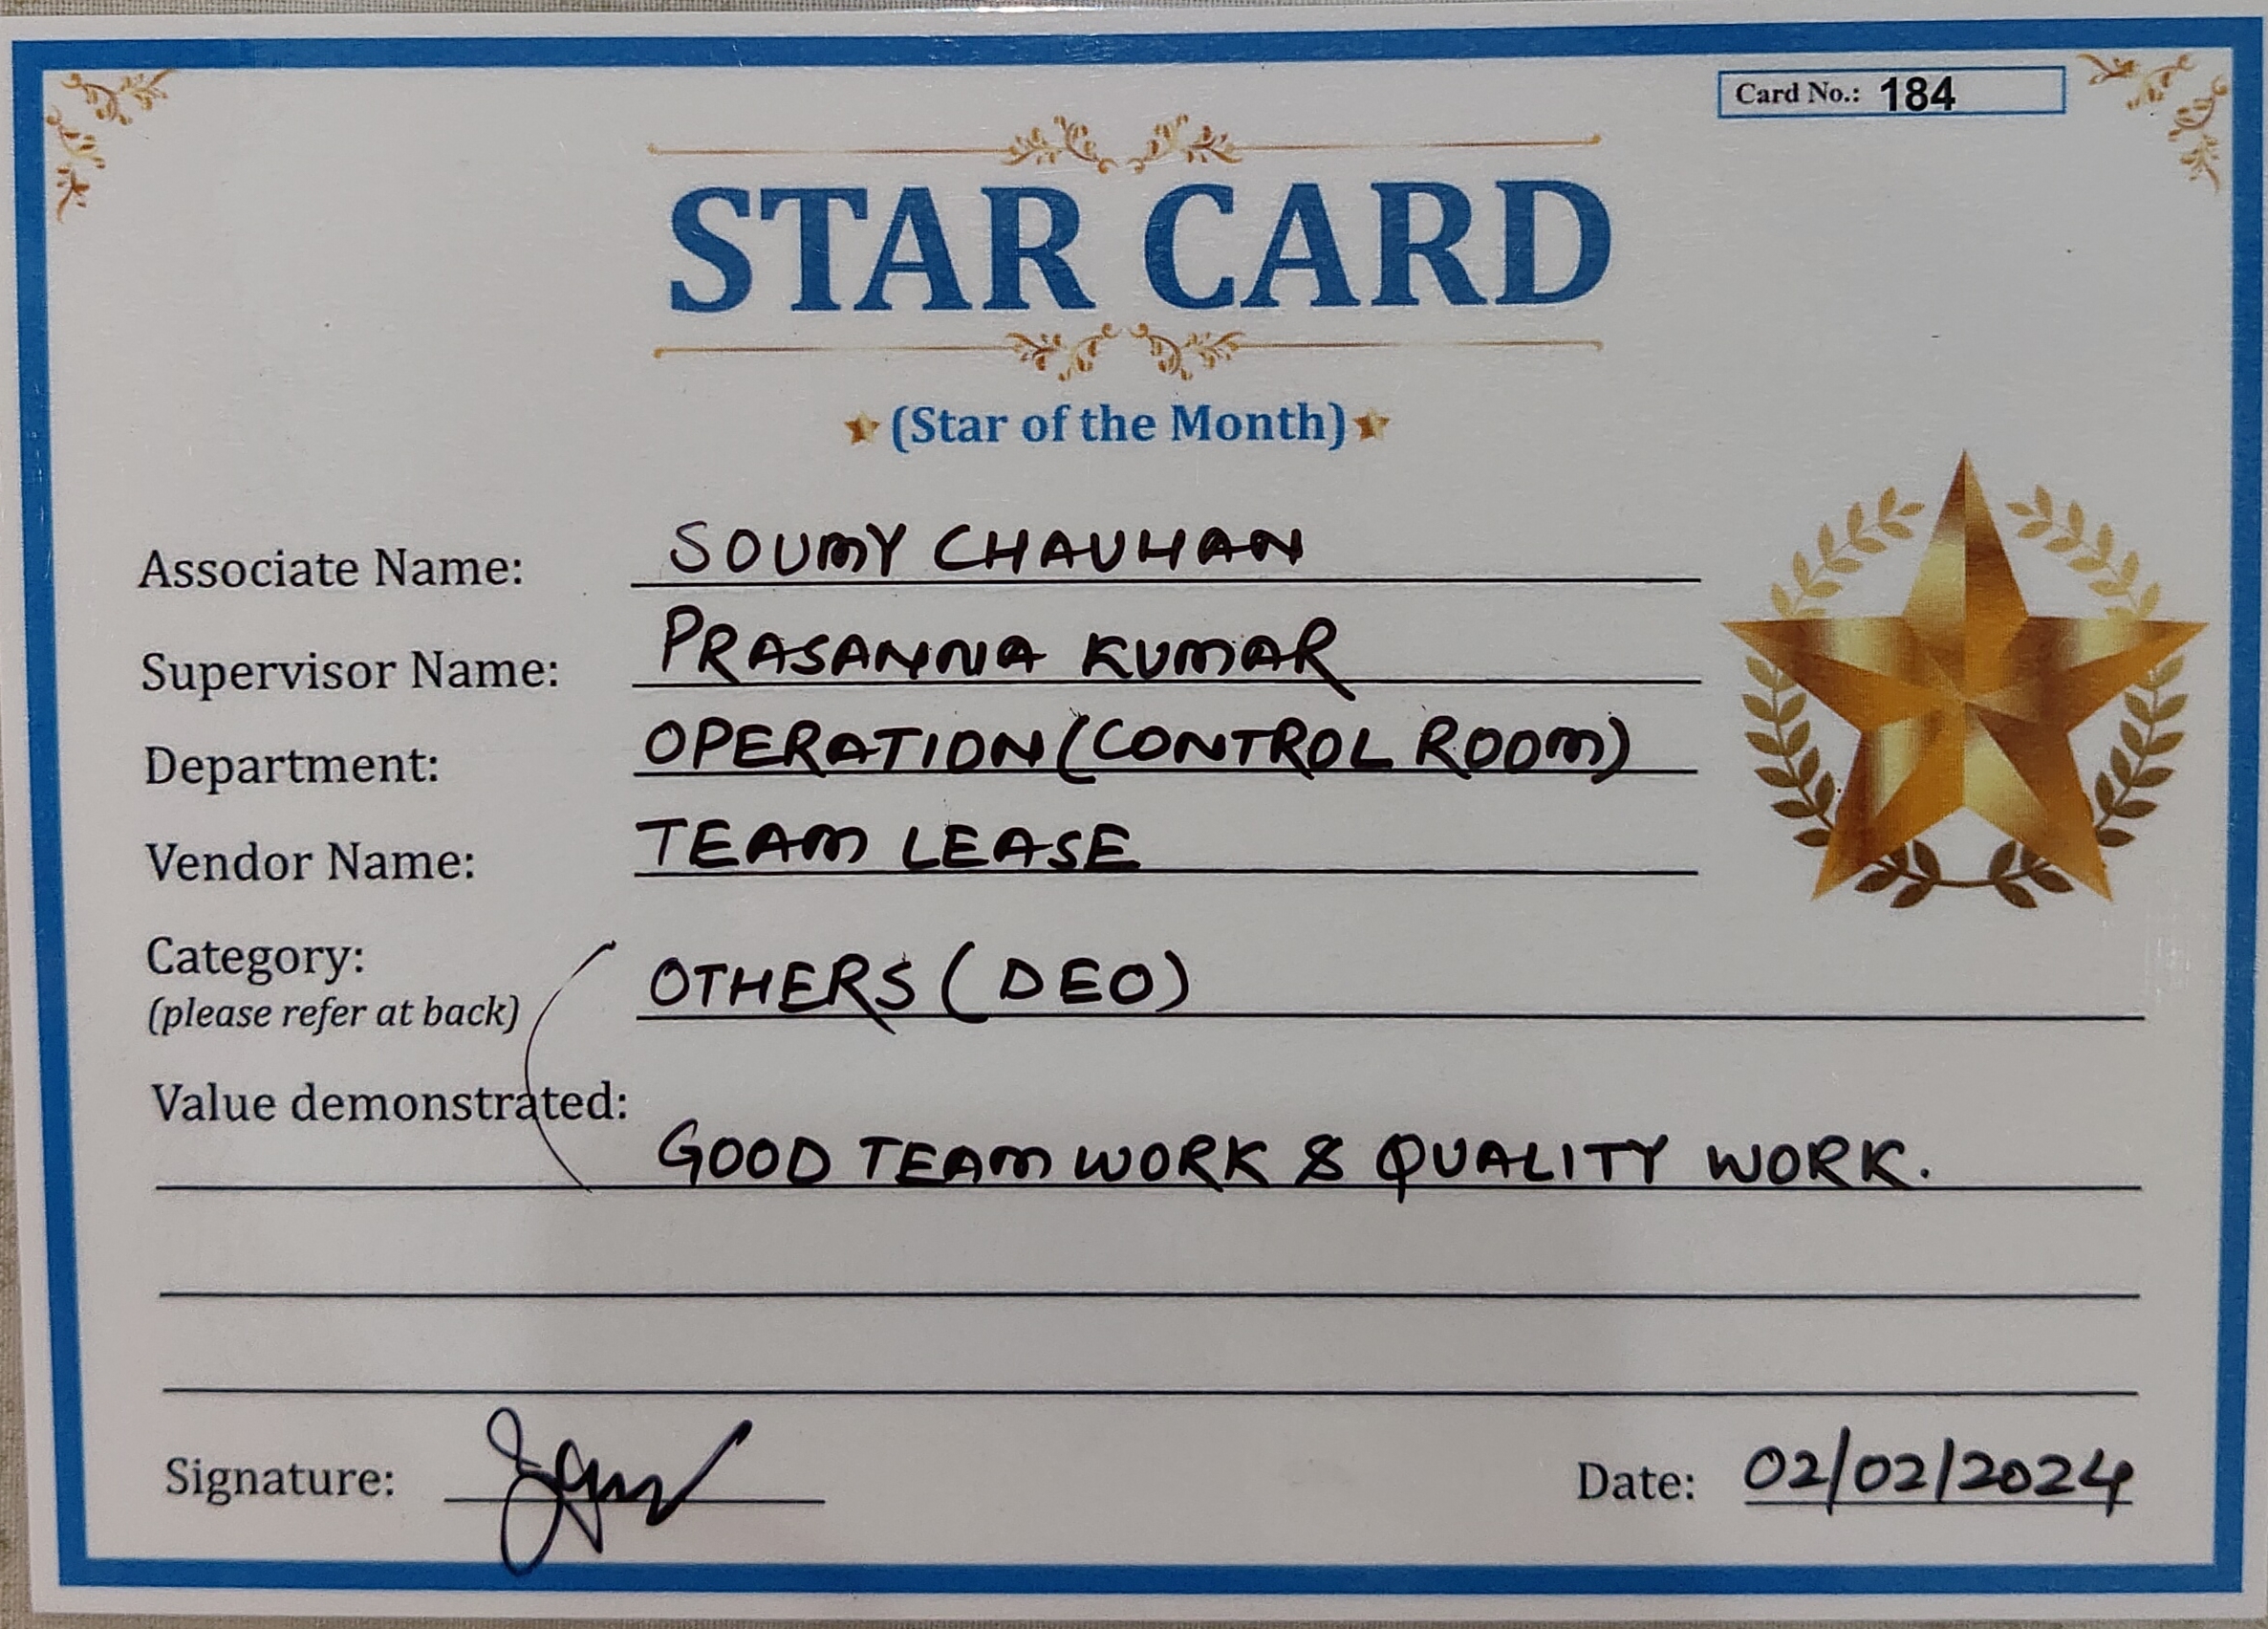 Card No.: 184
STAR CARD
(Star of the Month)
Associate Name: SOUMY CHAUHAN
Supervisor Name: PRASANNA KUMAR
Department: OPERATION (CONTROL ROOM)
Vendor Name: TEAM LEASE
Category: OTHERS ( DEO)
(please refer at back)
Value demonstrated:
GOOD TEAM WORK & QUALITY WORK.
Signature: Date: 02/02/2024